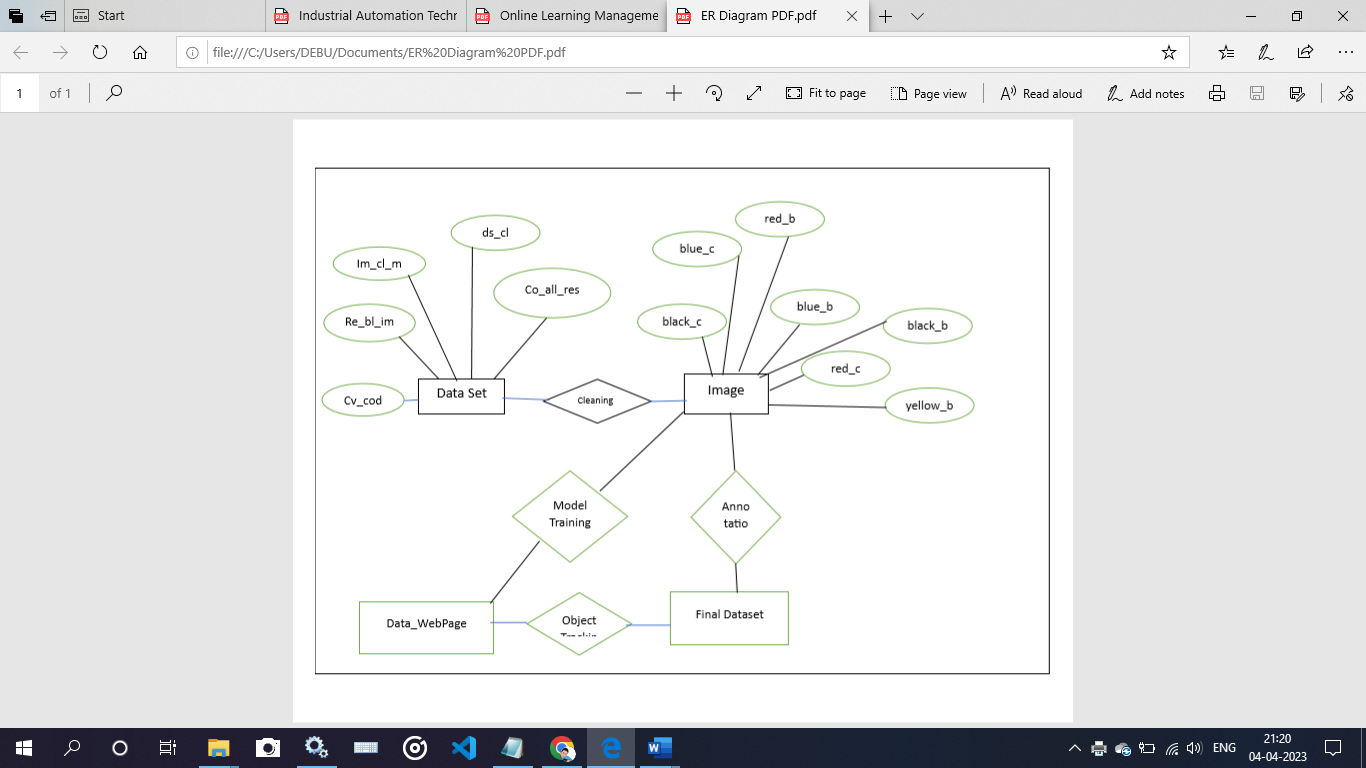 Start
Industrial Automation Techr
Online Learning Manageme
ER Diagram PDF.pdf
file:///C:/Users/DEBU/Documents/ER%20Diagram%20PDF.pdf
1 of 1
Fit to page
Page view
Read aloud
Add notes
red_b
ds_cl
blue_c
Im_cl_m
Co_all_res
blue_b
Re_bl_im
black_c
black_b
red_c
Data Set
Image
Cv_cod
Cleaning
yellow_b
Model
Training
Anno
tatio
Data_WebPage
Object
Final Dataset
ENG
21:20
04-04-2023